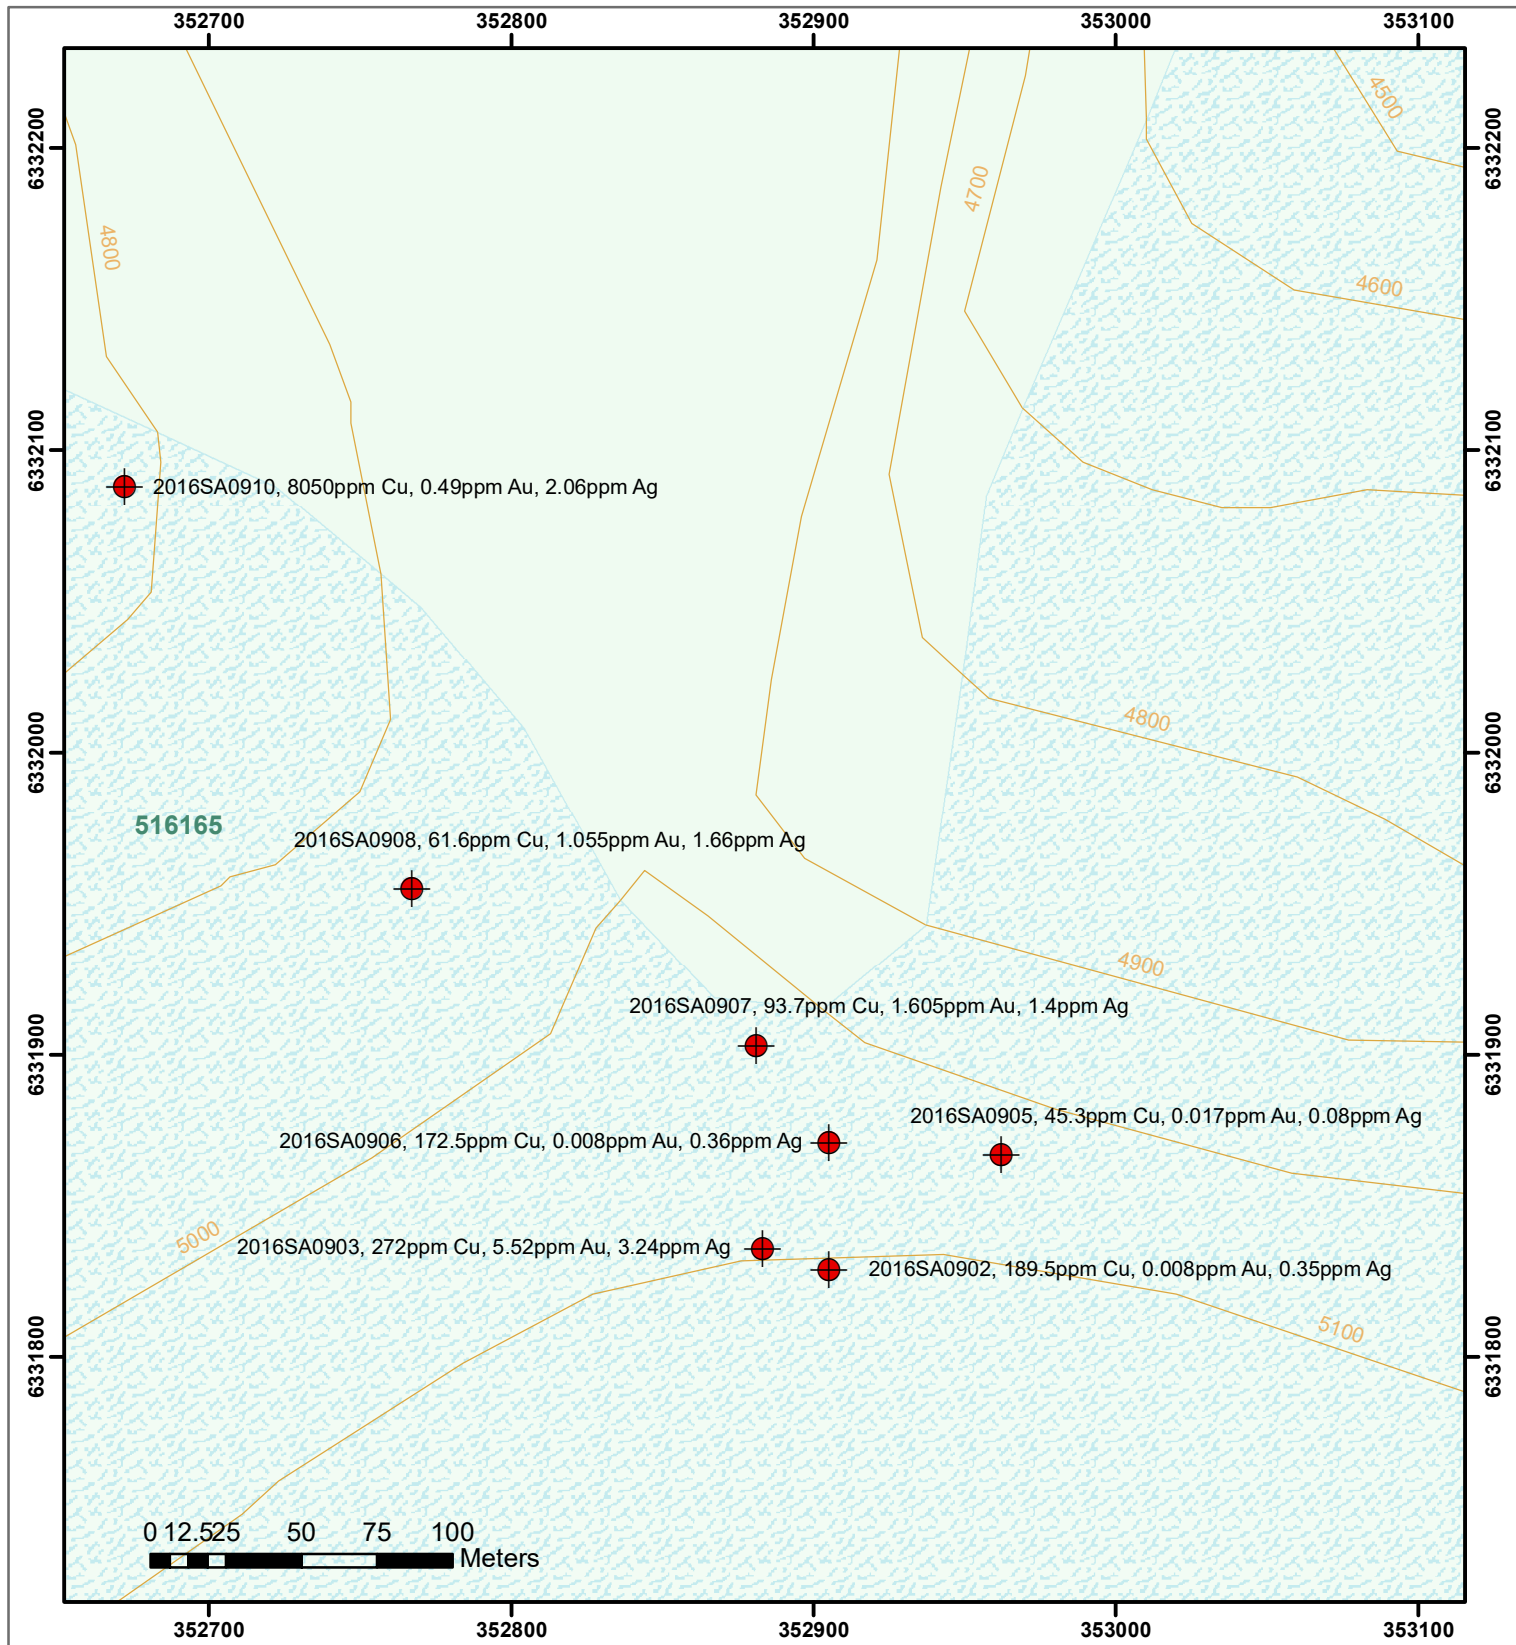 352700 352800 352900 353000 353100
4500
6332200 6332200
4700
4800
4600
6332100 6332100
2016SA0910, 8050ppm Cu, 0.49ppm Au, 2.06ppm Ag
4800
6332000 6332000
516165
2016SA0908, 61.6ppm Cu, 1.055ppm Au, 1.66ppm Ag
4900
2016SA0907, 93.7ppm Cu, 1.605ppm Au, 1.4ppm Ag
6331900 6331900
2016SA0905, 45.3ppm Cu, 0.017ppm Au, 0.08ppm Ag
2016SA0906, 172.5ppm Cu, 0.008ppm Au, 0.36ppm Ag
5000
2016SA0903, 272ppm Cu, 5.52ppm Au, 3.24ppm Ag
2016SA0902, 189.5ppm Cu, 0.008ppm Au, 0.35ppm Ag
5100
6331800 6331800
0 12.5 25 50 75 100
Meters
352700 352800 352900 353000 353100